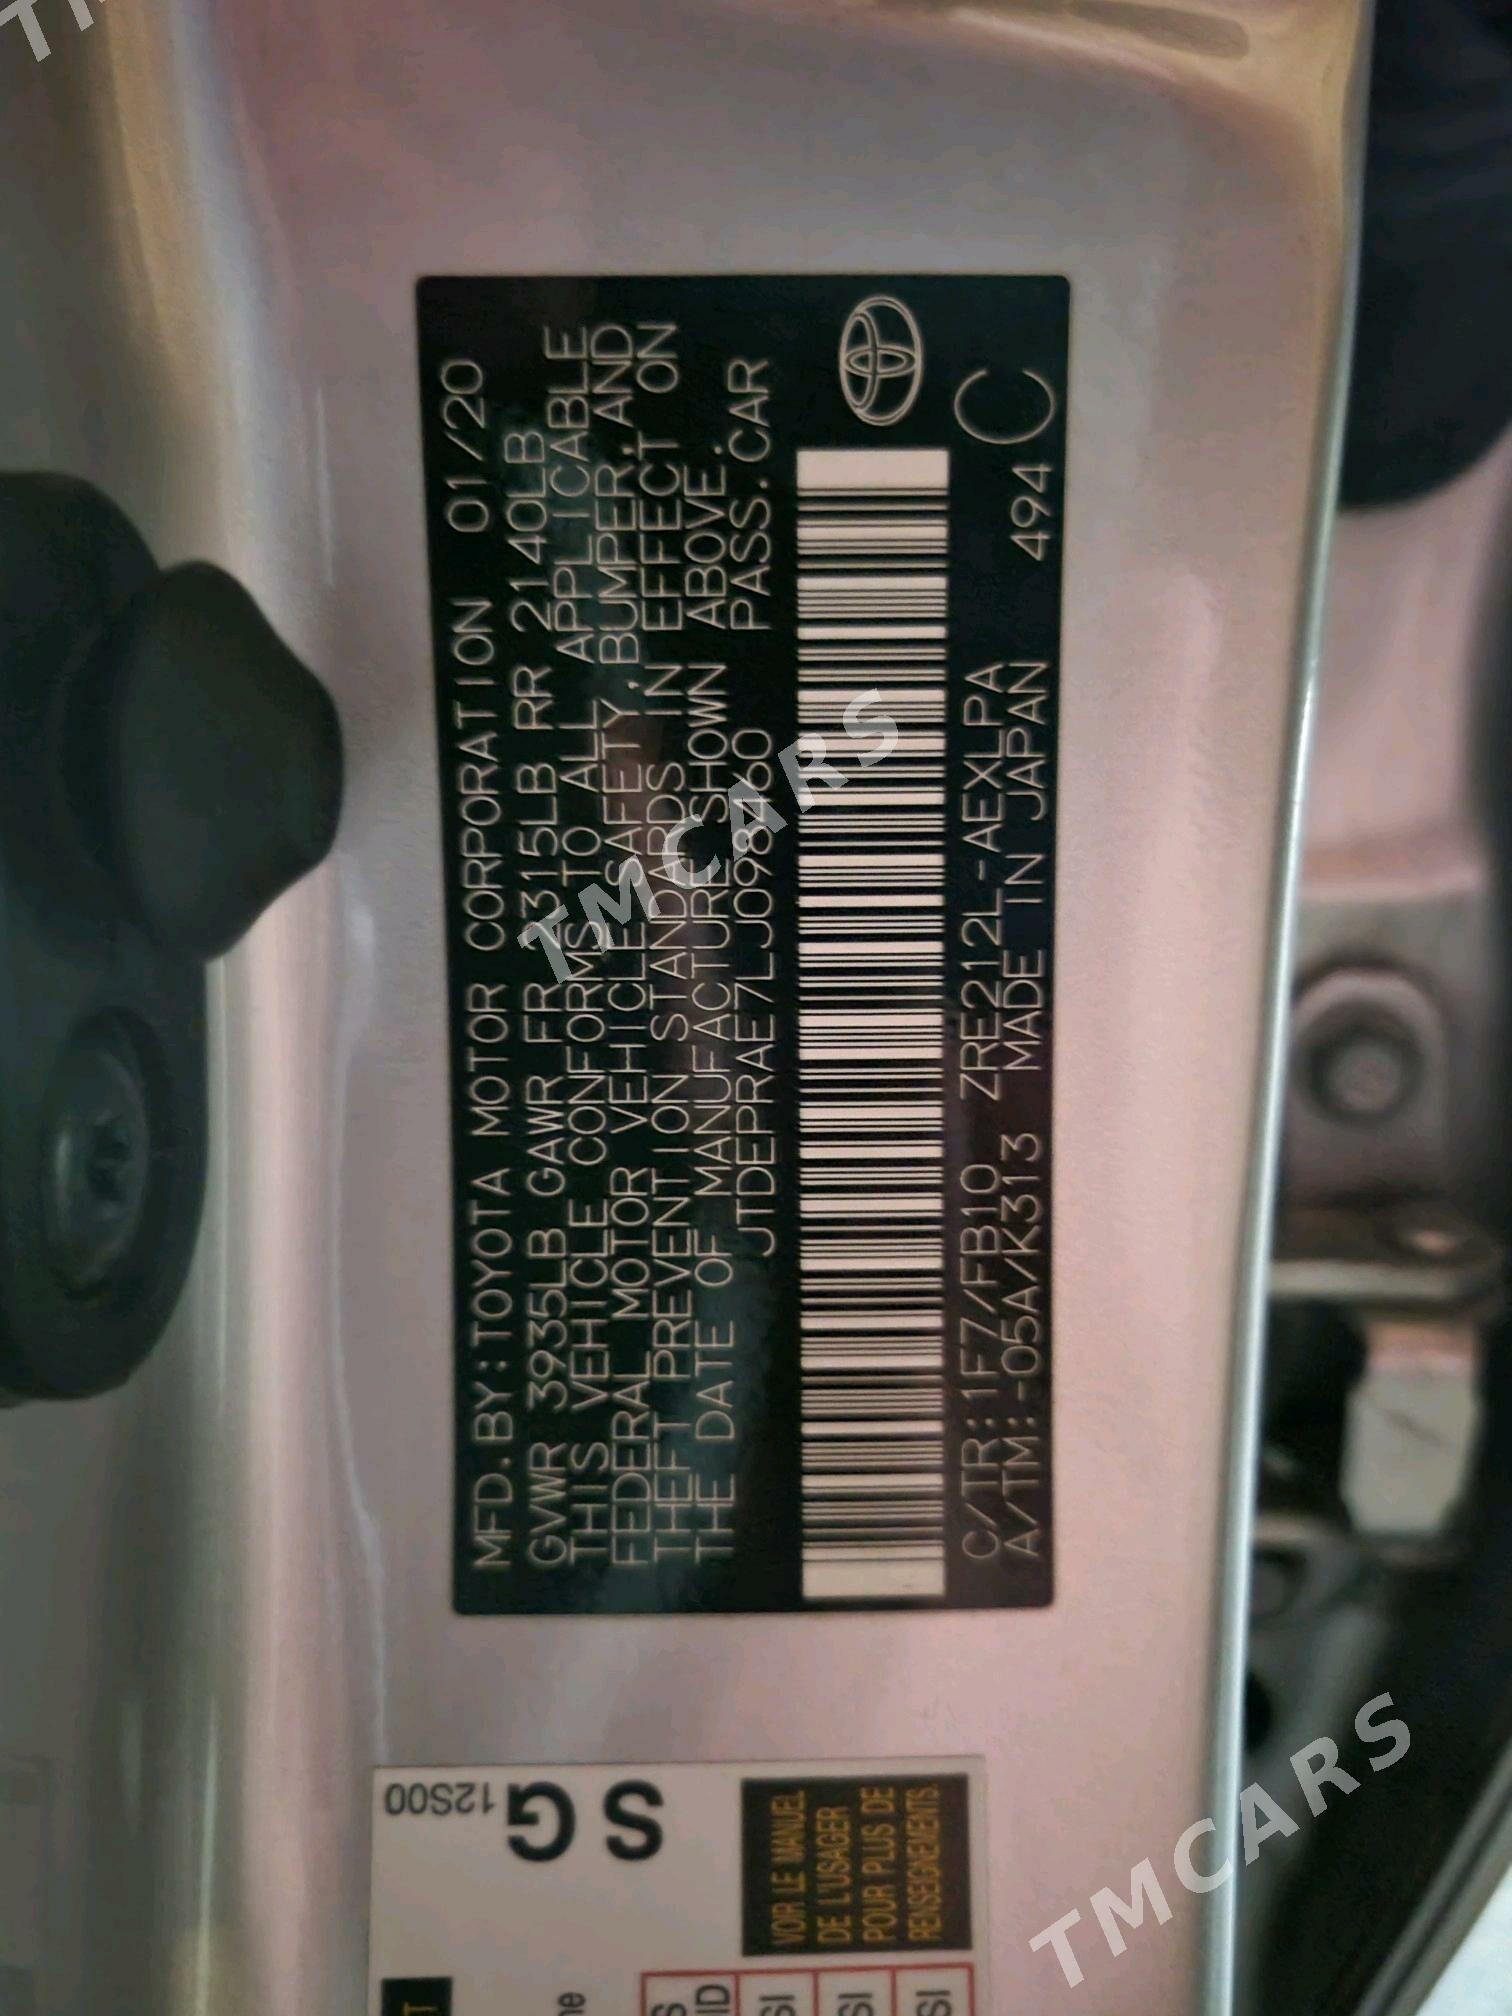 MFD.BY:TOYOTA MOTOR CORPORATION 01/20
GVWR 3935LB GAWR FR 2315LB RR 2140LB
THIS VEHICLE CONFORMS TO ALL APPLICABLE
FEDERAL MOTOR VEHICLE SAFETY,BUMPER,AND
THEFT PREVENTION STANDARDS IN EFFECT ON
THE DATE OF MANUFACTURE SHOWN ABOVE.
JTDEPRAE7LJ098460 PASS.CAR
C/TR:1F7/FB10 ZRE212L-AEXLPA C
A/TM:-05A/K313 MADE IN JAPAN 494
SG
12S00
VOIR LE MANUEL
DE L'USAGER
POUR PLUS DE
RENSEIGNEMENTS.
TMCARS
TMCARS